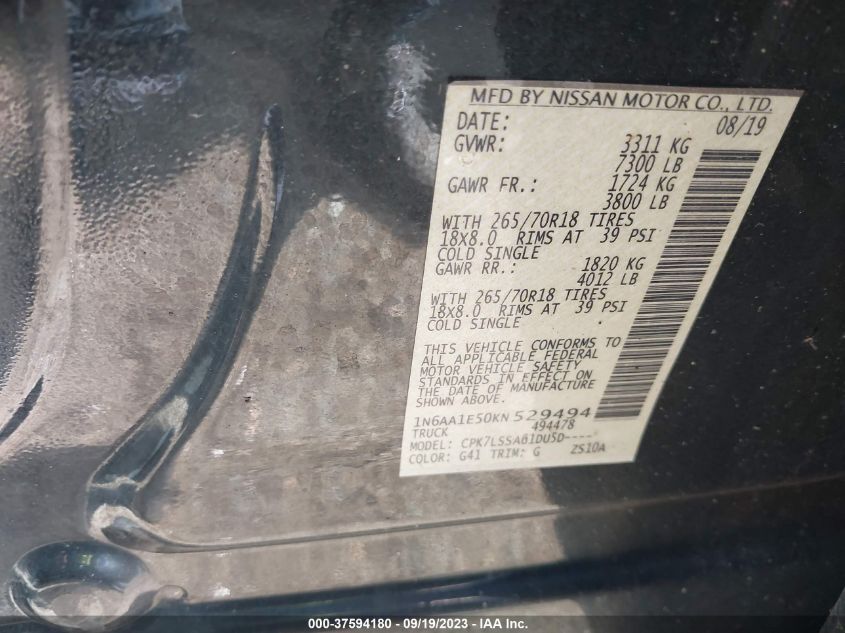 MFD BY NISSAN MOTOR CO., LTD.
DATE: 08/19
GVWR: 3311 KG
7300 LB
GAWR FR.: 1724 KG
3800 LB
WITH 265/70R18 TIRES
18X8.0 RIMS AT 39 PSI
COLD SINGLE
GAWR RR.: 1820 KG
4012 LB
WITH 265/70R18 TIRES
18X8.0 RIMS AT 39 PSI
COLD SINGLE
THIS VEHICLE CONFORMS TO
ALL APPLICABLE FEDERAL
MOTOR VEHICLE SAFETY
STANDARDS IN EFFECT ON
THE DATE OF MANUFACTURE
SHOWN ABOVE.
1N6AA1E50KN529494
TRUCK 494478
MODEL: CPK7LSSA61DU5D----
COLOR: G41 TRIM: G ZS10A
000-37594180 - 09/19/2023 - IAA Inc.